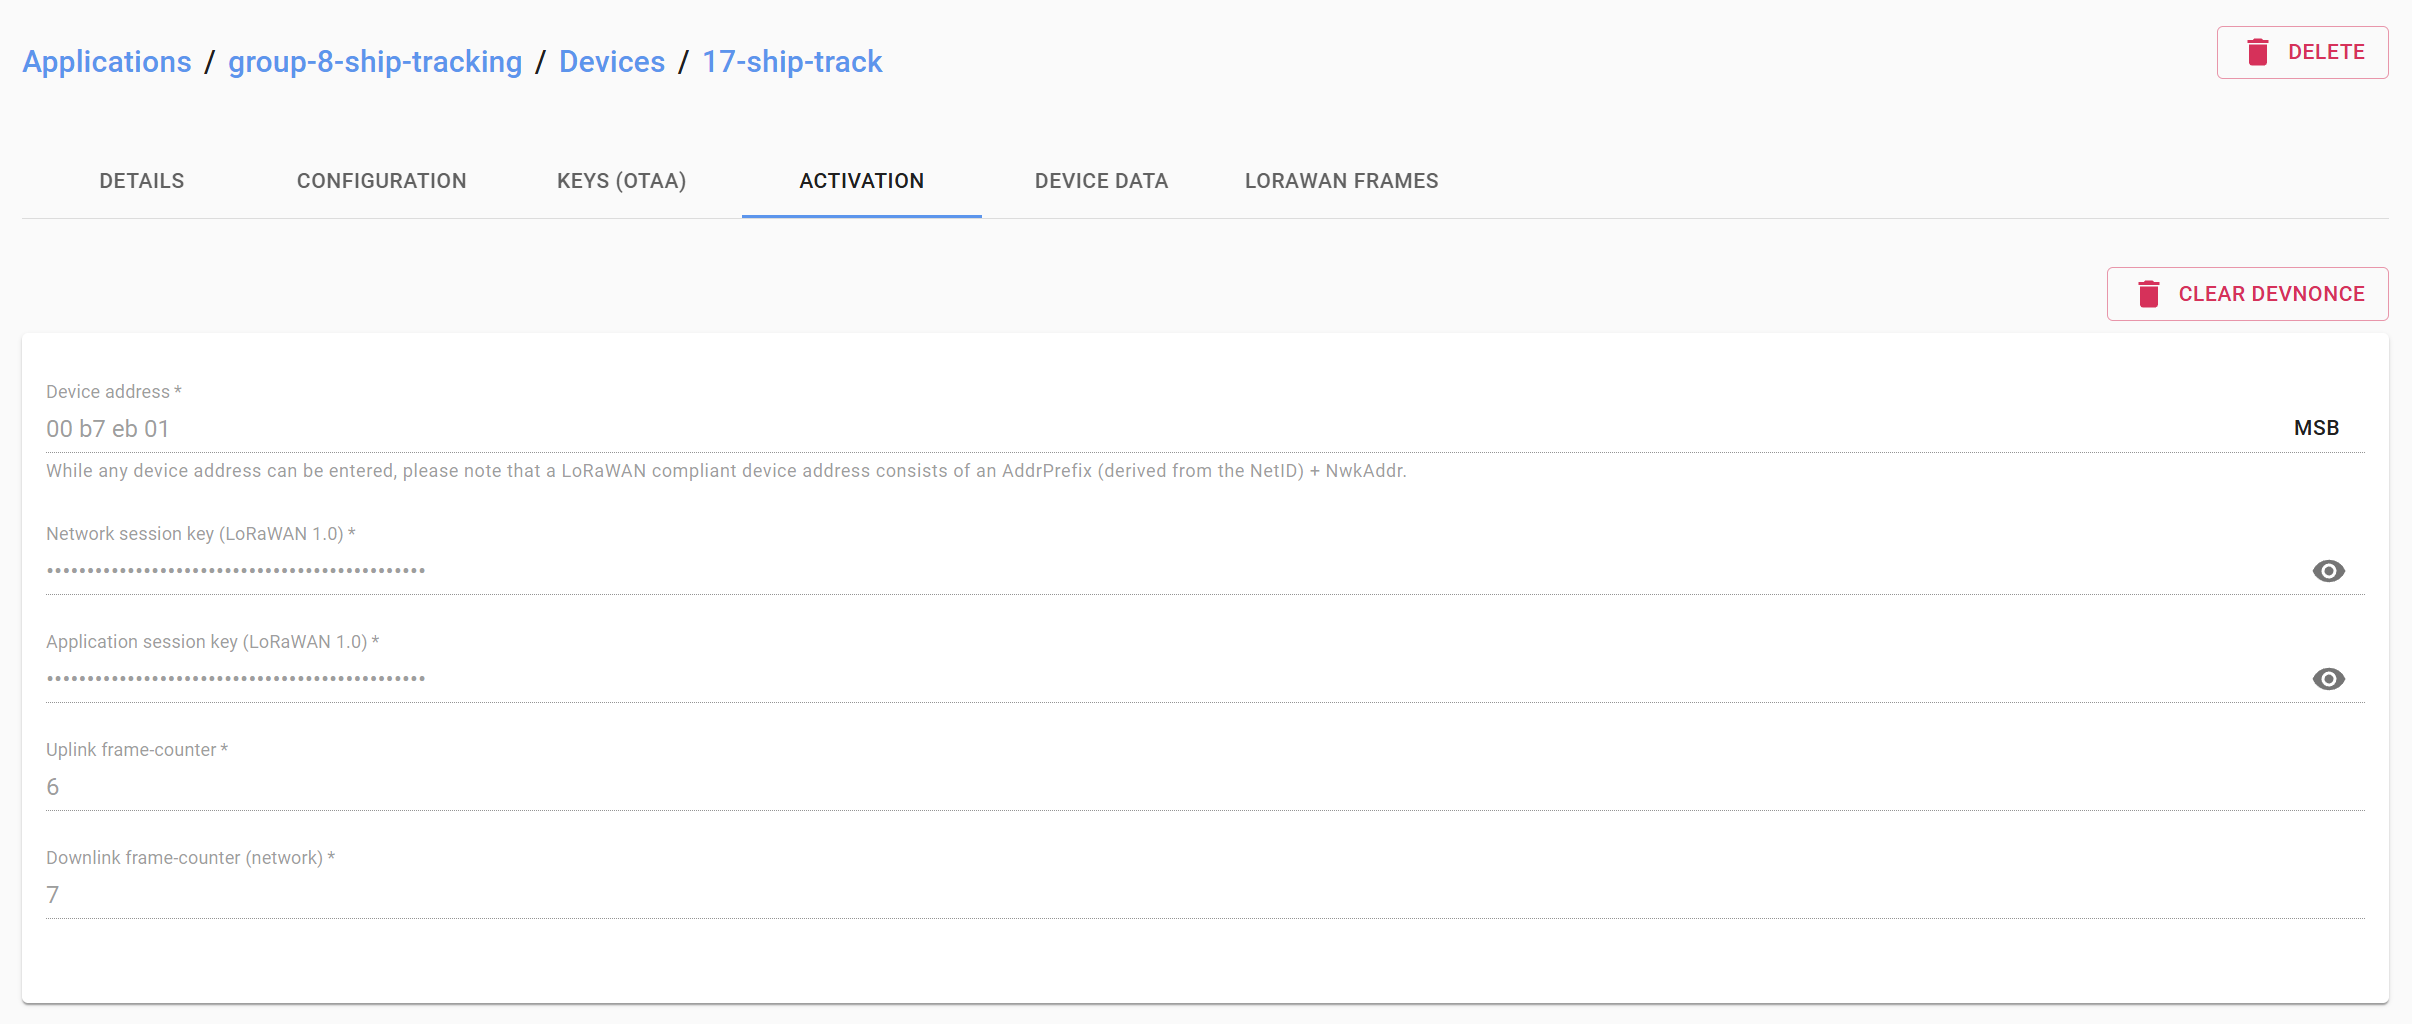 Applications / group-8-ship-tracking / Devices / 17-ship-track
DELETE
DETAILS CONFIGURATION KEYS (OTAA) ACTIVATION DEVICE DATA LORAWAN FRAMES
CLEAR DEVNONCE
Device address *
00 b7 eb 01 MSB
While any device address can be entered, please note that a LoRaWAN compliant device address consists of an AddrPrefix (derived from the NetID) + NwkAddr.
Network session key (LoRaWAN 1.0) *
•••••••••••••••••••••••••••••••••••••••••••••••
Application session key (LoRaWAN 1.0) *
•••••••••••••••••••••••••••••••••••••••••••••••
Uplink frame-counter *
6
Downlink frame-counter (network) *
7